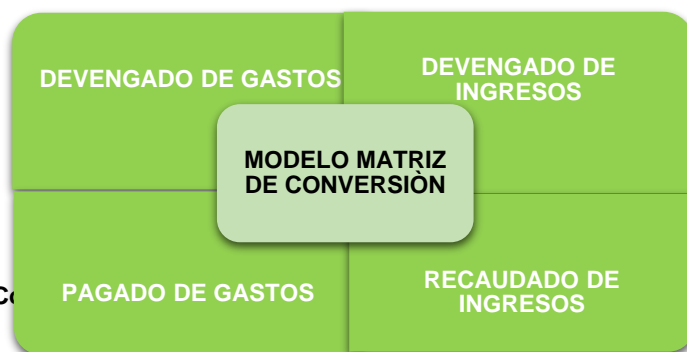 DEVENGADO DE GASTOS
DEVENGADO DE
INGRESOS
MODELO MATRIZ
DE CONVERSIÒN
PAGADO DE GASTOS
RECAUDADO DE
INGRESOS